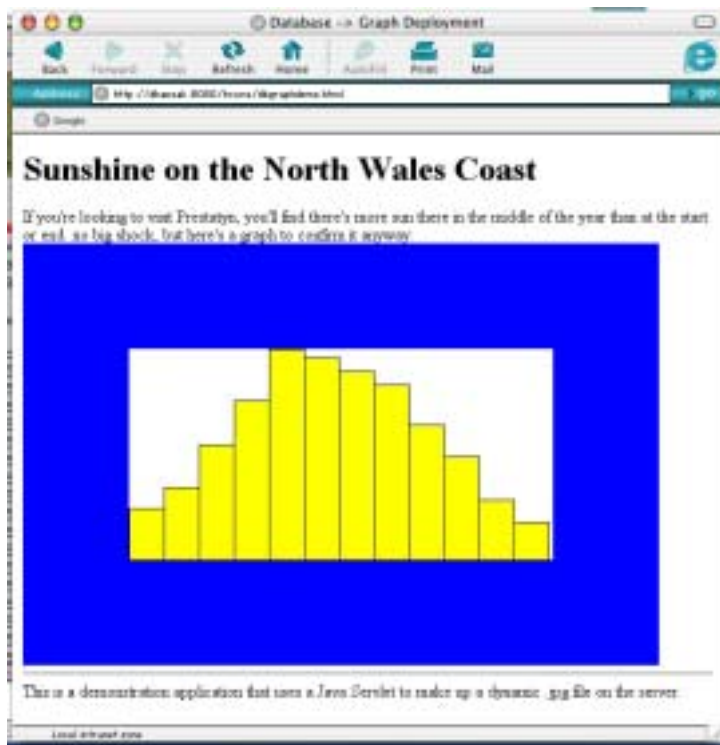 Database -> Graph Deployment
Back Forward Stop Refresh Home AutoFill Print Mail
go
Google
Sunshine on the North Wales Coast
If you're looking to visit Prestatyn, you'll find there's more sun there in the middle of the year than at the start
or end. no big shock, but here's a graph to confirm it anyway
This is a demonstration application that uses a Java Servlet to make up a dynamic .jpg file on the server.
Local intranet zone